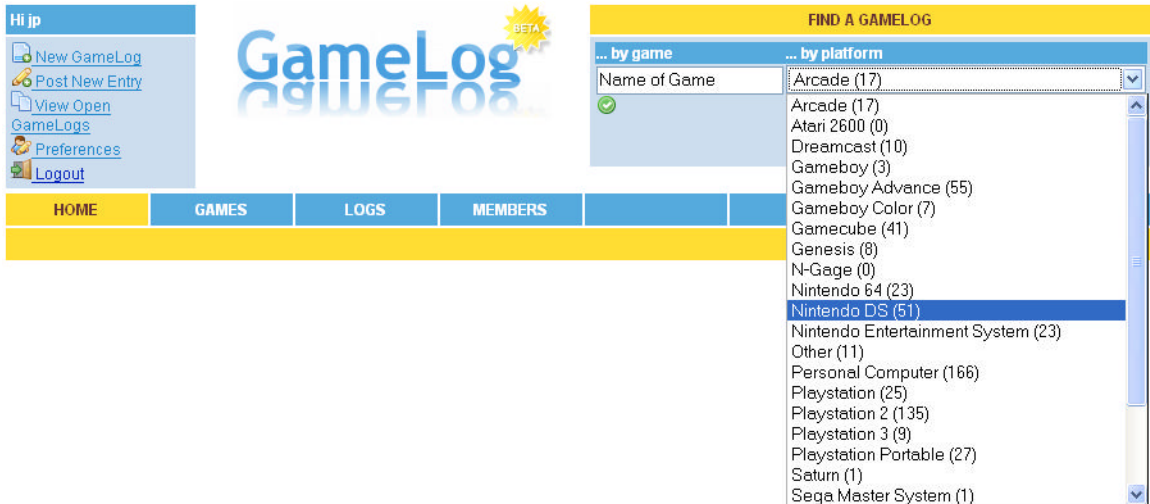 Hi jp
New GameLog
Post New Entry
View Open
GameLogs
Preferences
Logout
GameLog
BETA
FIND A GAMELOG
... by game
... by platform
Name of Game
Arcade (17)
Arcade (17)
Atari 2600 (0)
Dreamcast (10)
Gameboy (3)
Gameboy Advance (55)
Gameboy Color (7)
Gamecube (41)
Genesis (8)
N-Gage (0)
Nintendo 64 (23)
Nintendo DS (51)
Nintendo Entertainment System (23)
Other (11)
Personal Computer (166)
Playstation (25)
Playstation 2 (135)
Playstation 3 (9)
Playstation Portable (27)
Saturn (1)
Sega Master System (1)
HOME
GAMES
LOGS
MEMBERS